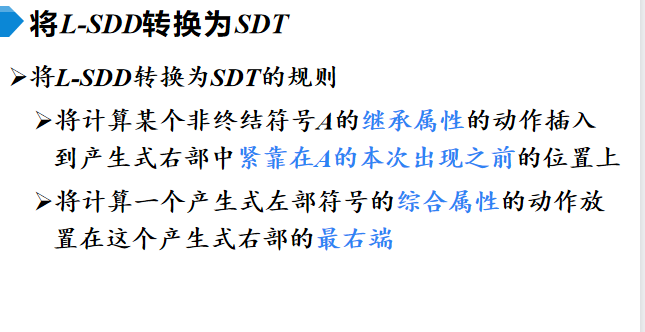 将L-SDD转换为SDT
➢将L-SDD转换为SDT的规则
➢将计算某个非终结符号A的继承属性的动作插入
到产生式右部中紧靠在A的本次出现之前的位置上
➢将计算一个产生式左部符号的综合属性的动作放
置在这个产生式右部的最右端